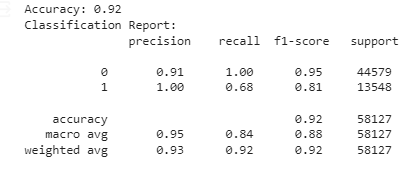 Accuracy: 0.92
Classification Report:
precision recall f1-score support
0 0.91 1.00 0.95 44579
1 1.00 0.68 0.81 13548
accuracy 0.92 58127
macro avg 0.95 0.84 0.88 58127
weighted avg 0.93 0.92 0.92 58127